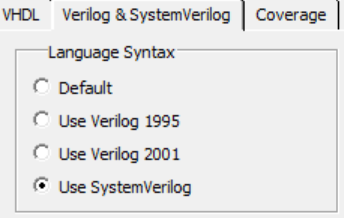 VHDL Verilog & SystemVerilog Coverage
Language Syntax
Default
Use Verilog 1995
Use Verilog 2001
Use SystemVerilog